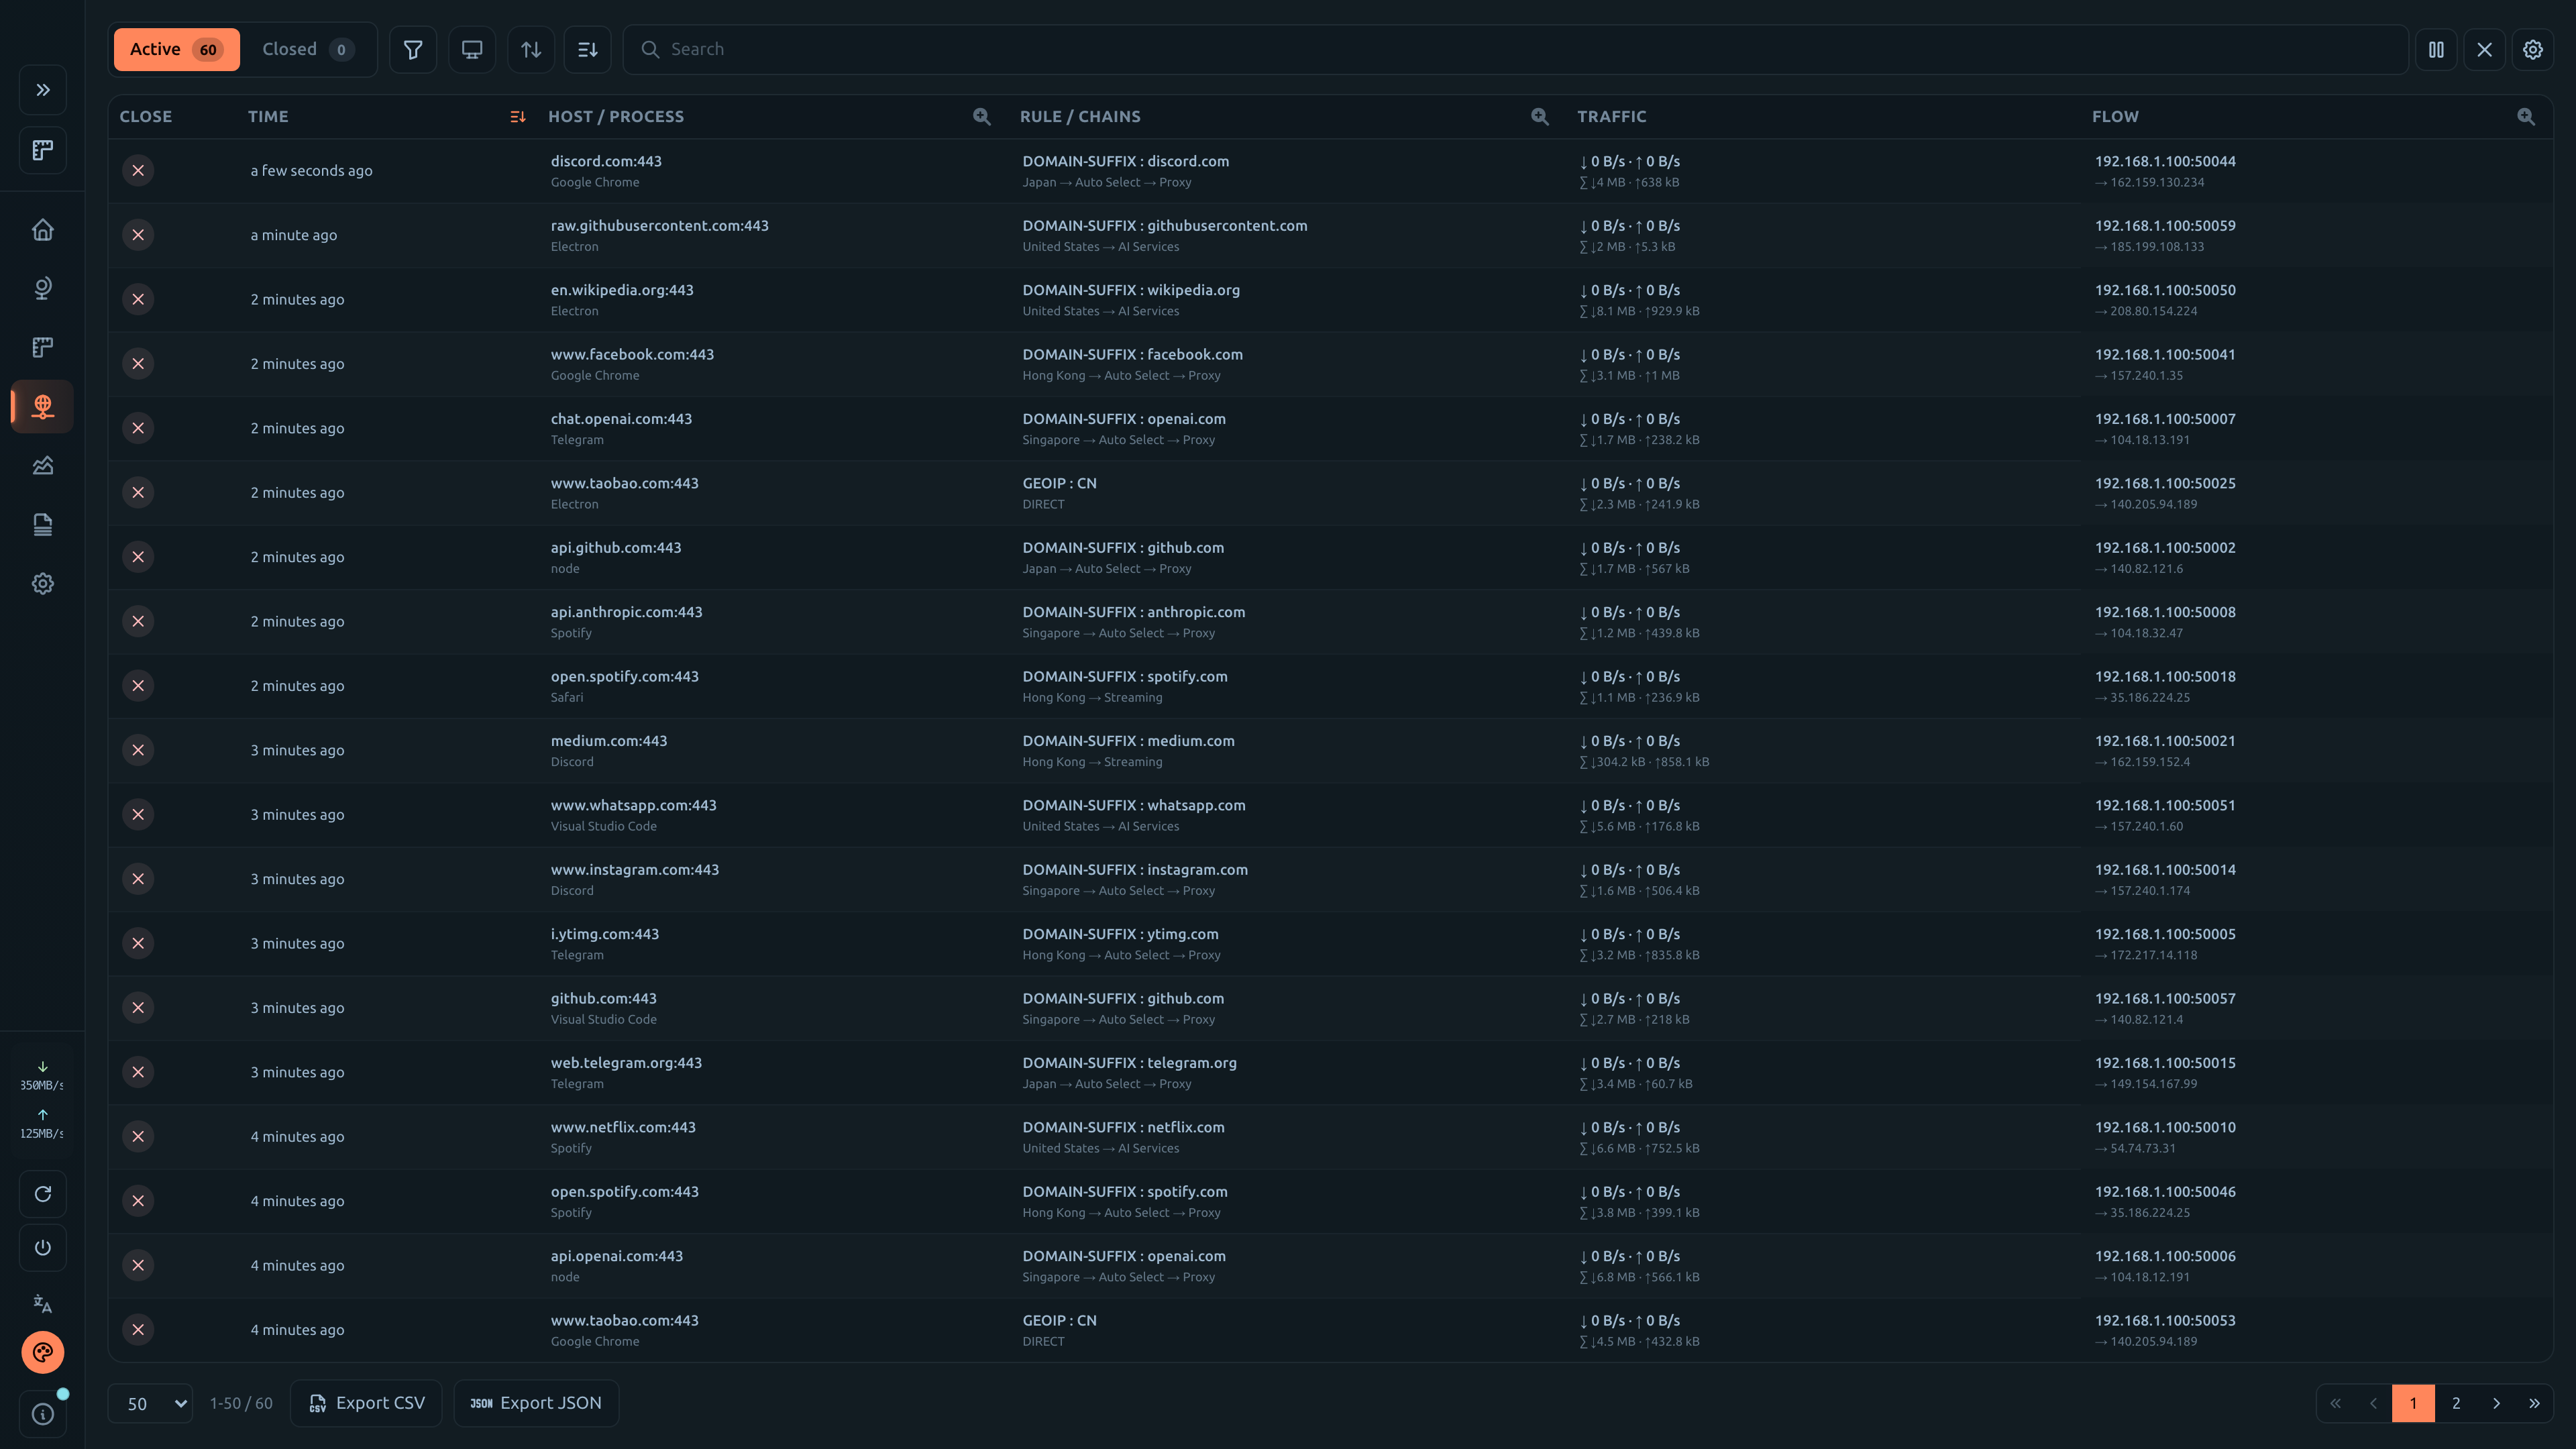 Active 60 Closed 0 Search
CLOSE TIME HOST / PROCESS RULE / CHAINS TRAFFIC FLOW
a few seconds ago discord.com:443 DOMAIN-SUFFIX : discord.com ↓ 0 B/s · ↑ 0 B/s 192.168.1.100:50044
Google Chrome Japan → Auto Select → Proxy ∑ ↓4 MB · ↑638 kB → 162.159.130.234
a minute ago raw.githubusercontent.com:443 DOMAIN-SUFFIX : githubusercontent.com ↓ 0 B/s · ↑ 0 B/s 192.168.1.100:50059
Electron United States → AI Services ∑ ↓2 MB · ↑5.3 kB → 185.199.108.133
2 minutes ago en.wikipedia.org:443 DOMAIN-SUFFIX : wikipedia.org ↓ 0 B/s · ↑ 0 B/s 192.168.1.100:50050
Electron United States → AI Services ∑ ↓8.1 MB · ↑929.9 kB → 208.80.154.224
2 minutes ago www.facebook.com:443 DOMAIN-SUFFIX : facebook.com ↓ 0 B/s · ↑ 0 B/s 192.168.1.100:50041
Google Chrome Hong Kong → Auto Select → Proxy ∑ ↓3.1 MB · ↑1 MB → 157.240.1.35
2 minutes ago chat.openai.com:443 DOMAIN-SUFFIX : openai.com ↓ 0 B/s · ↑ 0 B/s 192.168.1.100:50007
Telegram Singapore → Auto Select → Proxy ∑ ↓1.7 MB · ↑238.2 kB → 104.18.13.191
2 minutes ago www.taobao.com:443 GEOIP : CN ↓ 0 B/s · ↑ 0 B/s 192.168.1.100:50025
Electron DIRECT ∑ ↓2.3 MB · ↑241.9 kB → 140.205.94.189
2 minutes ago api.github.com:443 DOMAIN-SUFFIX : github.com ↓ 0 B/s · ↑ 0 B/s 192.168.1.100:50002
node Japan → Auto Select → Proxy ∑ ↓1.7 MB · ↑567 kB → 140.82.121.6
2 minutes ago api.anthropic.com:443 DOMAIN-SUFFIX : anthropic.com ↓ 0 B/s · ↑ 0 B/s 192.168.1.100:50008
Spotify Singapore → Auto Select → Proxy ∑ ↓1.2 MB · ↑439.8 kB → 104.18.32.47
2 minutes ago open.spotify.com:443 DOMAIN-SUFFIX : spotify.com ↓ 0 B/s · ↑ 0 B/s 192.168.1.100:50018
Safari Hong Kong → Streaming ∑ ↓1.1 MB · ↑236.9 kB → 35.186.224.25
3 minutes ago medium.com:443 DOMAIN-SUFFIX : medium.com ↓ 0 B/s · ↑ 0 B/s 192.168.1.100:50021
Discord Hong Kong → Streaming ∑ ↓304.2 kB · ↑858.1 kB → 162.159.152.4
3 minutes ago www.whatsapp.com:443 DOMAIN-SUFFIX : whatsapp.com ↓ 0 B/s · ↑ 0 B/s 192.168.1.100:50051
Visual Studio Code United States → AI Services ∑ ↓5.6 MB · ↑176.8 kB → 157.240.1.60
3 minutes ago www.instagram.com:443 DOMAIN-SUFFIX : instagram.com ↓ 0 B/s · ↑ 0 B/s 192.168.1.100:50014
Discord Singapore → Auto Select → Proxy ∑ ↓1.6 MB · ↑506.4 kB → 157.240.1.174
3 minutes ago i.ytimg.com:443 DOMAIN-SUFFIX : ytimg.com ↓ 0 B/s · ↑ 0 B/s 192.168.1.100:50005
Telegram Hong Kong → Auto Select → Proxy ∑ ↓3.2 MB · ↑835.8 kB → 172.217.14.118
3 minutes ago github.com:443 DOMAIN-SUFFIX : github.com ↓ 0 B/s · ↑ 0 B/s 192.168.1.100:50057
Visual Studio Code Singapore → Auto Select → Proxy ∑ ↓2.7 MB · ↑218 kB → 140.82.121.4
3 minutes ago web.telegram.org:443 DOMAIN-SUFFIX : telegram.org ↓ 0 B/s · ↑ 0 B/s 192.168.1.100:50015
Telegram Japan → Auto Select → Proxy ∑ ↓3.4 MB · ↑60.7 kB → 149.154.167.99
4 minutes ago www.netflix.com:443 DOMAIN-SUFFIX : netflix.com ↓ 0 B/s · ↑ 0 B/s 192.168.1.100:50010
Spotify United States → AI Services ∑ ↓6.6 MB · ↑752.5 kB → 54.74.73.31
4 minutes ago open.spotify.com:443 DOMAIN-SUFFIX : spotify.com ↓ 0 B/s · ↑ 0 B/s 192.168.1.100:50046
Spotify Hong Kong → Auto Select → Proxy ∑ ↓3.8 MB · ↑399.1 kB → 35.186.224.25
4 minutes ago api.openai.com:443 DOMAIN-SUFFIX : openai.com ↓ 0 B/s · ↑ 0 B/s 192.168.1.100:50006
node Singapore → Auto Select → Proxy ∑ ↓6.8 MB · ↑566.1 kB → 104.18.12.191
4 minutes ago www.taobao.com:443 GEOIP : CN ↓ 0 B/s · ↑ 0 B/s 192.168.1.100:50053
Google Chrome DIRECT ∑ ↓4.5 MB · ↑432.8 kB → 140.205.94.189
50 1-50 / 60 CSV Export CSV JSON Export JSON « ‹ 1 2 › »
↓
350MB/s
↑
125MB/s